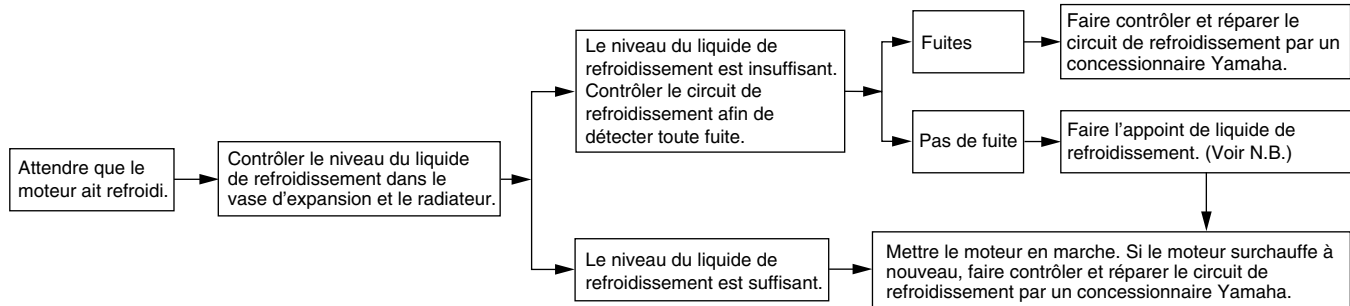 Attendre que le
moteur ait refroidi.
Contrôler le niveau du liquide
de refroidissement dans le
vase d'expansion et le radiateur.
Le niveau du liquide de
refroidissement est insuffisant.
Contrôler le circuit de
refroidissement afin de
détecter toute fuite.
Fuites
Faire contrôler et réparer le
circuit de refroidissement par un
concessionnaire Yamaha.
Pas de fuite
Faire l'appoint de liquide de
refroidissement. (Voir N.B.)
Le niveau du liquide de
refroidissement est suffisant.
Mettre le moteur en marche. Si le moteur surchauffe à
nouveau, faire contrôler et réparer le circuit de
refroidissement par un concessionnaire Yamaha.